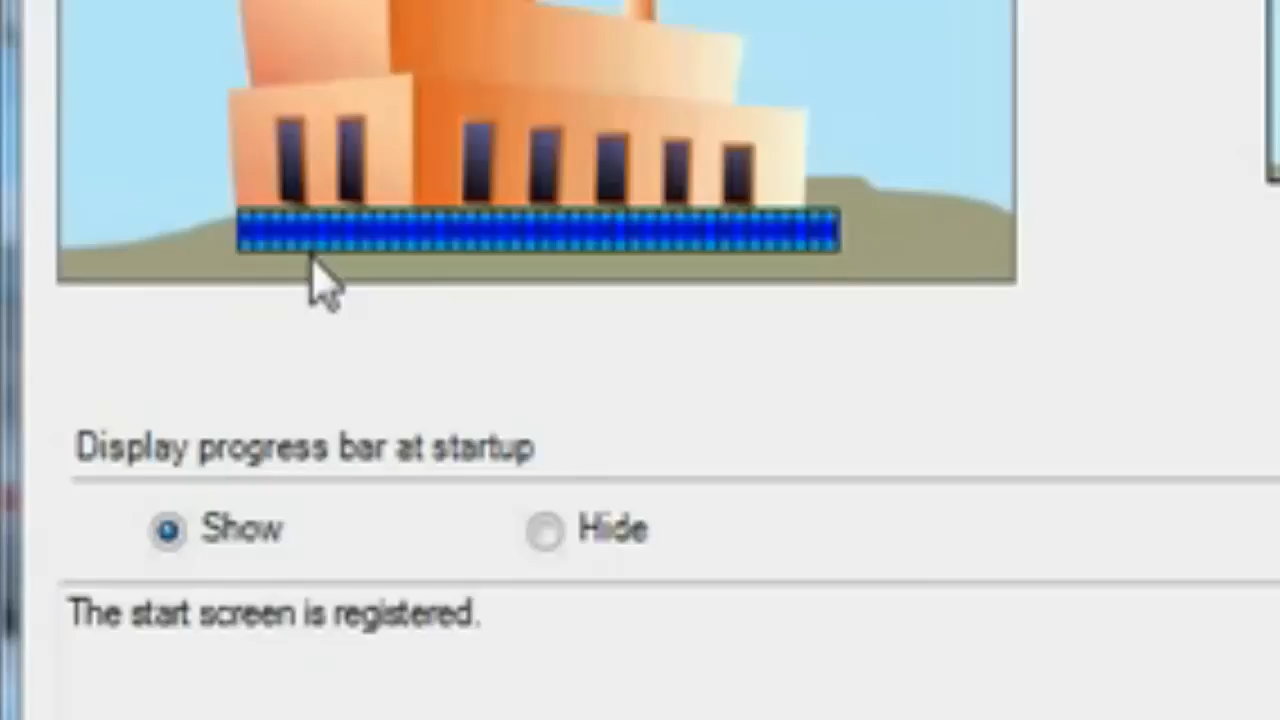 Display progress bar at startup
Show Hide
The start screen is registered.